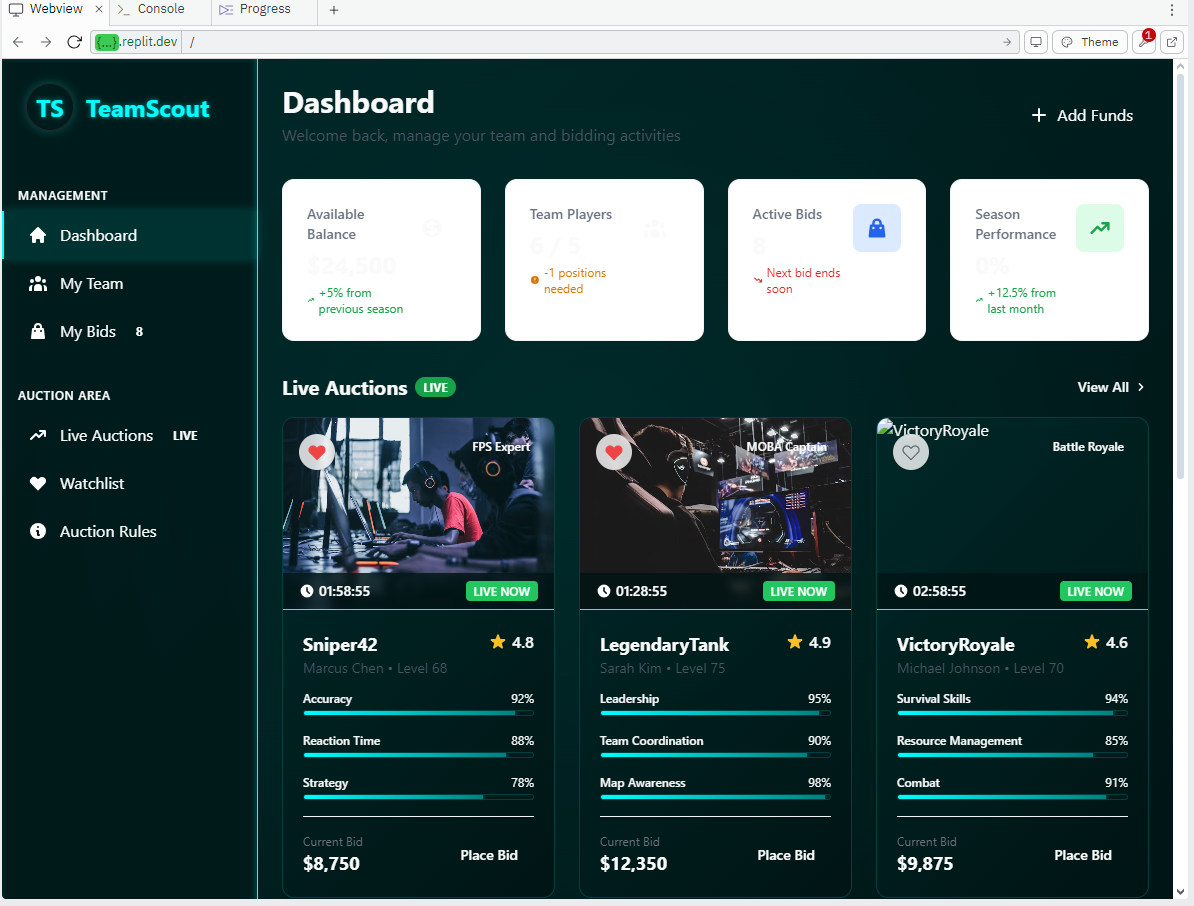 Webview
Console
Progress
{...}.replit.dev
/
Theme
1
TS
TeamScout
MANAGEMENT
Dashboard
My Team
My Bids 8
AUCTION AREA
Live Auctions LIVE
Watchlist
Auction Rules
Dashboard
Welcome back, manage your team and bidding activities
Add Funds
Available
Balance
$24,500
+5% from
previous season
Team Players
6 / 5
-1 positions
needed
Active Bids
8
Next bid ends
soon
Season
Performance
0%
+12.5% from
last month
Live Auctions LIVE
View All
FPS Expert
01:58:55 LIVE NOW
Sniper42 4.8
Marcus Chen • Level 68
Accuracy 92%
Reaction Time 88%
Strategy 78%
Current Bid
$8,750
Place Bid
MOBA Captain
01:28:55 LIVE NOW
LegendaryTank 4.9
Sarah Kim • Level 75
Leadership 95%
Team Coordination 90%
Map Awareness 98%
Current Bid
$12,350
Place Bid
VictoryRoyale
Battle Royale
02:58:55 LIVE NOW
VictoryRoyale 4.6
Michael Johnson • Level 70
Survival Skills 94%
Resource Management 85%
Combat 91%
Current Bid
$9,875
Place Bid